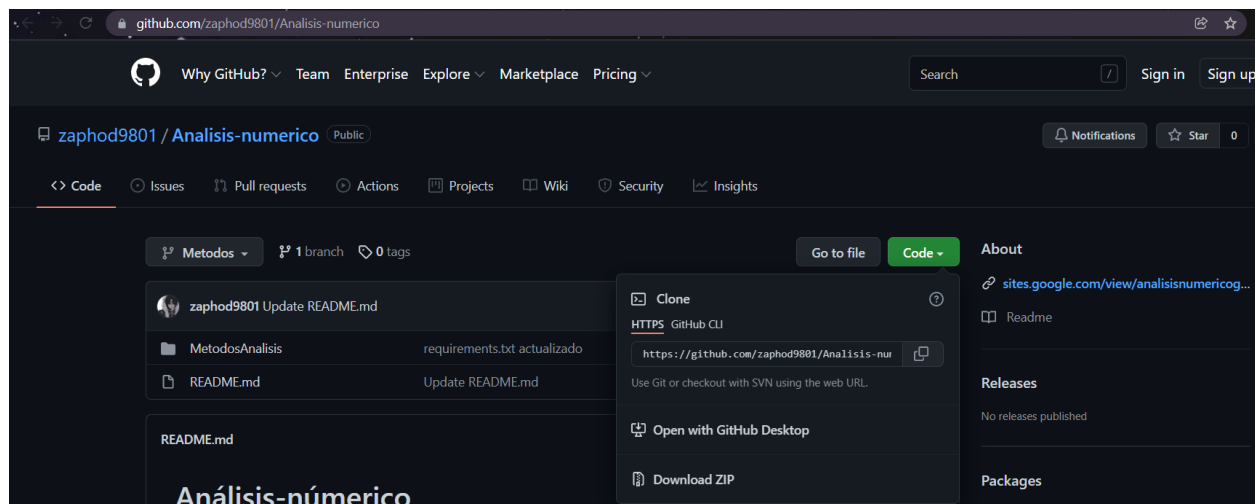 github.com/zaphod9801/Analisis-numerico
Why GitHub? Team Enterprise Explore Marketplace Pricing
Search /
Sign in Sign up
zaphod9801 / Analisis-numerico Public
Notifications Star 0
<> Code Issues Pull requests Actions Projects Wiki Security Insights
Metodos 1 branch 0 tags
Go to file Code
zaphod9801 Update README.md
MetodosAnalisis requirements.txt actualizado
README.md Update README.md
README.md
Análisis-númerico
Clone
HTTPS GitHub CLI
https://github.com/zaphod9801/Analisis-nur
Use Git or checkout with SVN using the web URL.
Open with GitHub Desktop
Download ZIP
About
sites.google.com/view/analisisnumericog...
Readme
Releases
No releases published
Packages